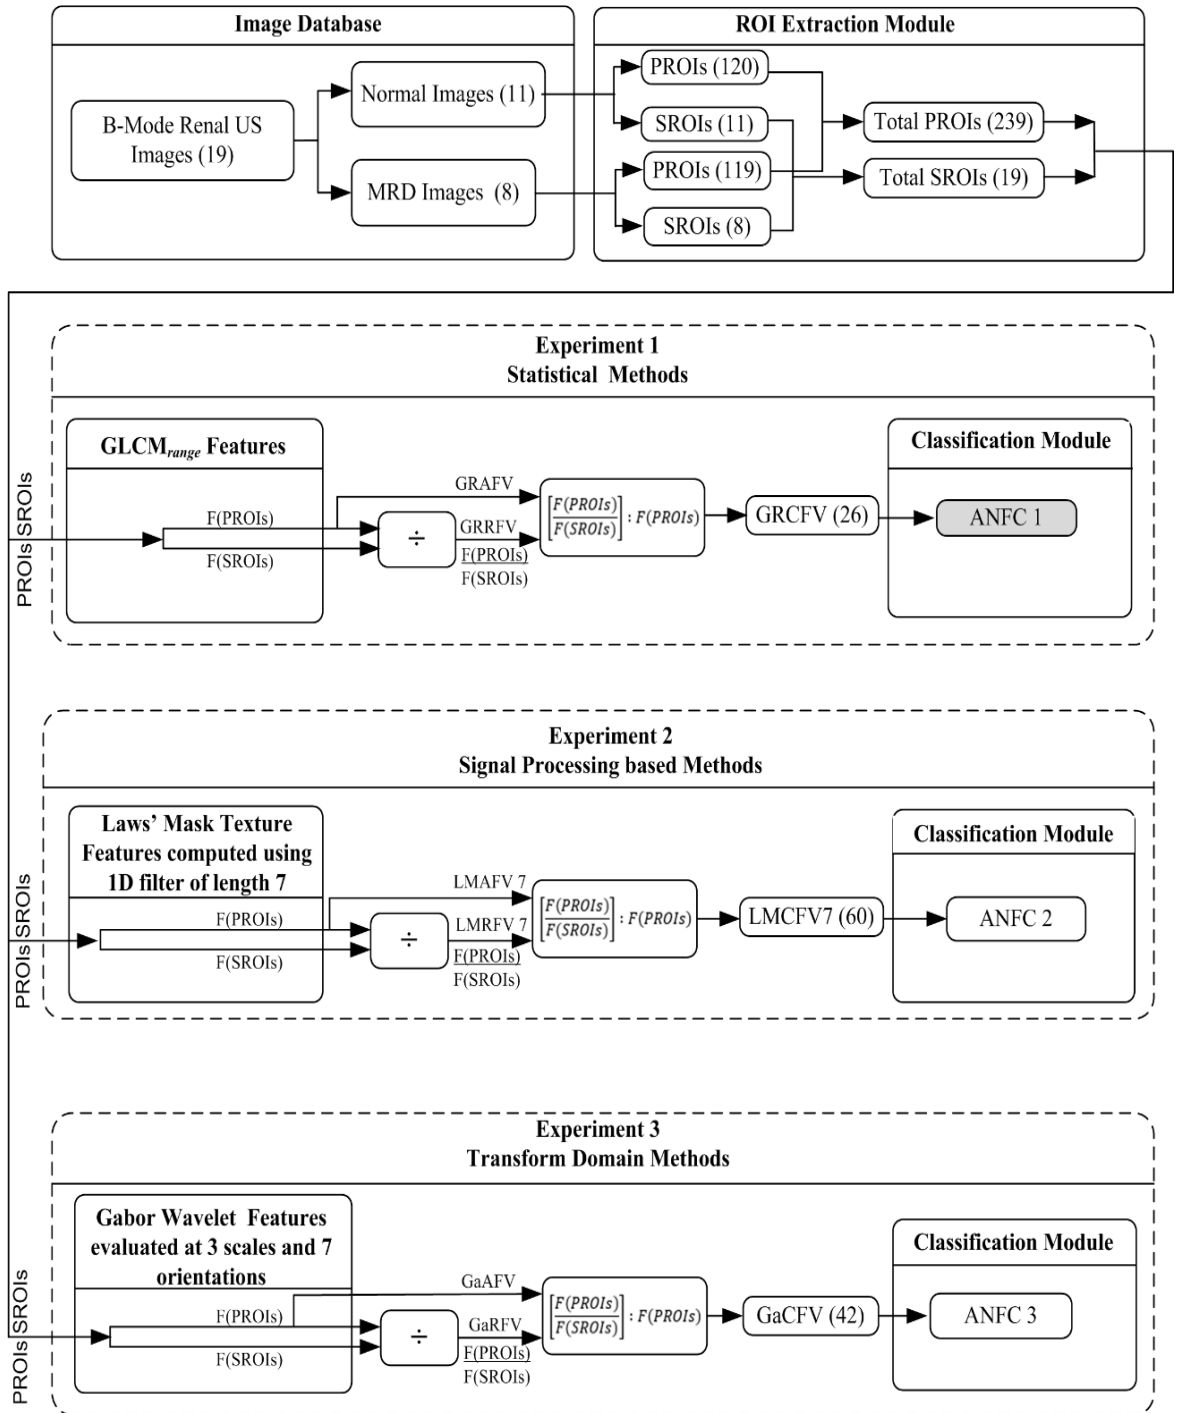 Image Database
B-Mode Renal US
Images (19)
Normal Images (11)
MRD Images (8)
ROI Extraction Module
PROIs (120)
SROIs (11)
PROIs (119)
SROIs (8)
Total PROIs (239)
Total SROIs (19)
Experiment 1
Statistical Methods
PROIs SROIs
GLCMrange Features
F(PROIs)
F(SROIs)
÷
GRAFV
GRRFV
F(PROIs)
F(SROIs)
[F(PROIs)/F(SROIs)] : F(PROIs)
GRCFV (26)
Classification Module
ANFC 1
Experiment 2
Signal Processing based Methods
PROIs SROIs
Laws’ Mask Texture
Features computed using
1D filter of length 7
F(PROIs)
F(SROIs)
÷
LMAFV 7
LMRFV 7
F(PROIs)
F(SROIs)
[F(PROIs)/F(SROIs)] : F(PROIs)
LMCFV7 (60)
Classification Module
ANFC 2
Experiment 3
Transform Domain Methods
PROIs SROIs
Gabor Wavelet Features
evaluated at 3 scales and 7
orientations
F(PROIs)
F(SROIs)
÷
GaAFV
GaRFV
F(PROIs)
F(SROIs)
[F(PROIs)/F(SROIs)] : F(PROIs)
GaCFV (42)
Classification Module
ANFC 3